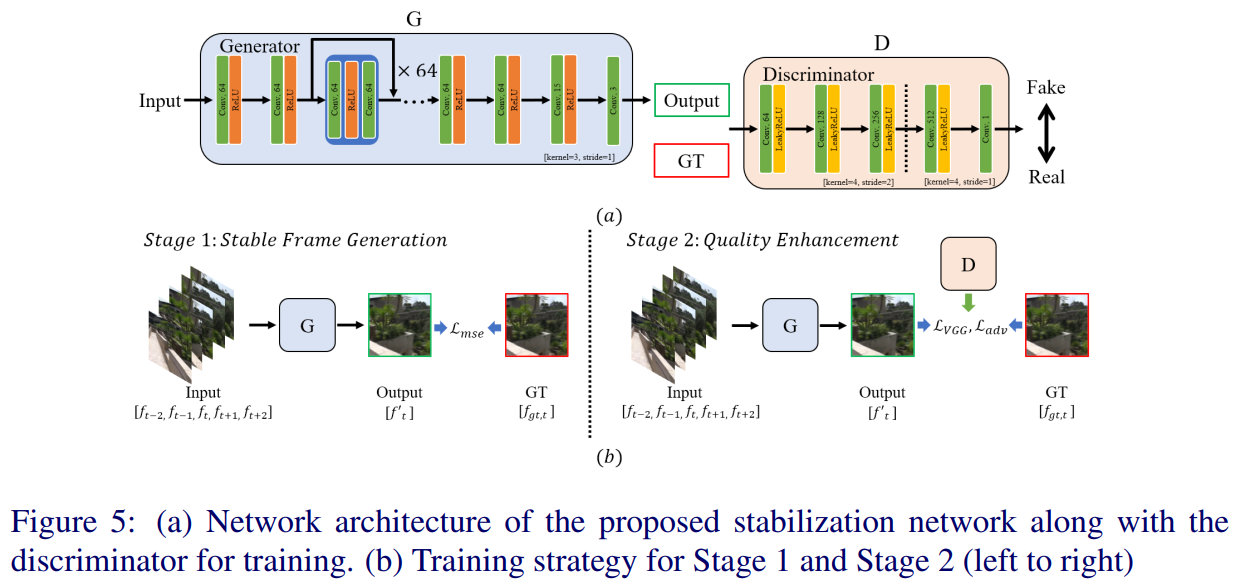 G
D
Generator
Discriminator
Input
Conv, 64
ReLU
Conv, 64
ReLU
Conv, 64
ReLU
Conv, 64
× 64
Conv, 64
ReLU
Conv, 64
ReLU
Conv, 15
ReLU
Conv, 3
[kernel=3, stride=1]
Output
GT
Conv, 64
LeakyReLU
Conv, 128
LeakyReLU
Conv, 256
LeakyReLU
Conv, 512
LeakyReLU
Conv, 1
[kernel=4, stride=2]
[kernel=4, stride=1]
Fake
Real
(a)
Stage 1: Stable Frame Generation
G
ℒmse
Input
[f_{t−2}, f_{t−1}, f_t, f_{t+1}, f_{t+2}]
Output
[f'_t]
GT
[f_{gt,t}]
Stage 2: Quality Enhancement
D
G
ℒ_{VGG}, ℒ_{adv}
Input
[f_{t−2}, f_{t−1}, f_t, f_{t+1}, f_{t+2}]
Output
[f'_t]
GT
[f_{gt,t}]
(b)
Figure 5: (a) Network architecture of the proposed stabilization network along with the
discriminator for training. (b) Training strategy for Stage 1 and Stage 2 (left to right)